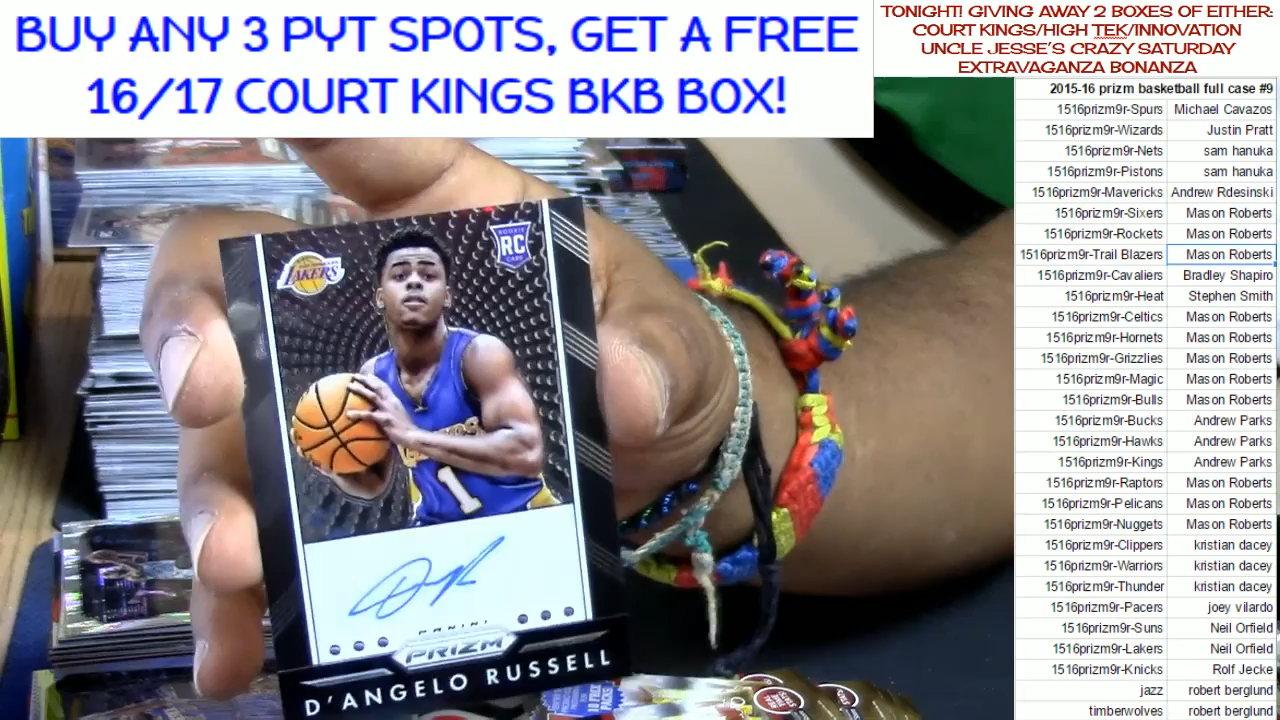 BUY ANY 3 PYT SPOTS, GET A FREE
16/17 COURT KINGS BKB BOX!
TONIGHT! GIVING AWAY 2 BOXES OF EITHER:
COURT KINGS/HIGH TEK/INNOVATION
UNCLE JESSE'S CRAZY SATURDAY
EXTRAVAGANZA BONANZA
2015-16 prizm basketball full case #9
1516prizm9r-Spurs Michael Cavazos
1516prizm9r-Wizards Justin Pratt
1516prizm9r-Nets sam hanuka
1516prizm9r-Pistons sam hanuka
1516prizm9r-Mavericks Andrew Rdesinski
1516prizm9r-Sixers Mason Roberts
1516prizm9r-Rockets Mason Roberts
1516prizm9r-Trail Blazers Mason Roberts
1516prizm9r-Cavaliers Bradley Shapiro
1516prizm9r-Heat Stephen Smith
1516prizm9r-Celtics Mason Roberts
1516prizm9r-Hornets Mason Roberts
1516prizm9r-Grizzlies Mason Roberts
1516prizm9r-Magic Mason Roberts
1516prizm9r-Bulls Mason Roberts
1516prizm9r-Bucks Andrew Parks
1516prizm9r-Hawks Andrew Parks
1516prizm9r-Kings Andrew Parks
1516prizm9r-Raptors Mason Roberts
1516prizm9r-Pelicans Mason Roberts
1516prizm9r-Nuggets Mason Roberts
1516prizm9r-Clippers kristian dacey
1516prizm9r-Warriors kristian dacey
1516prizm9r-Thunder kristian dacey
1516prizm9r-Pacers joey vilardo
1516prizm9r-Suns Neil Orfield
1516prizm9r-Lakers Neil Orfield
1516prizm9r-Knicks Rolf Jecke
jazz robert berglund
timberwolves robert berglund
LAKERS
ROOKIE
RC
CARD
1
PANINI
PRIZM
D'ANGELO RUSSELL